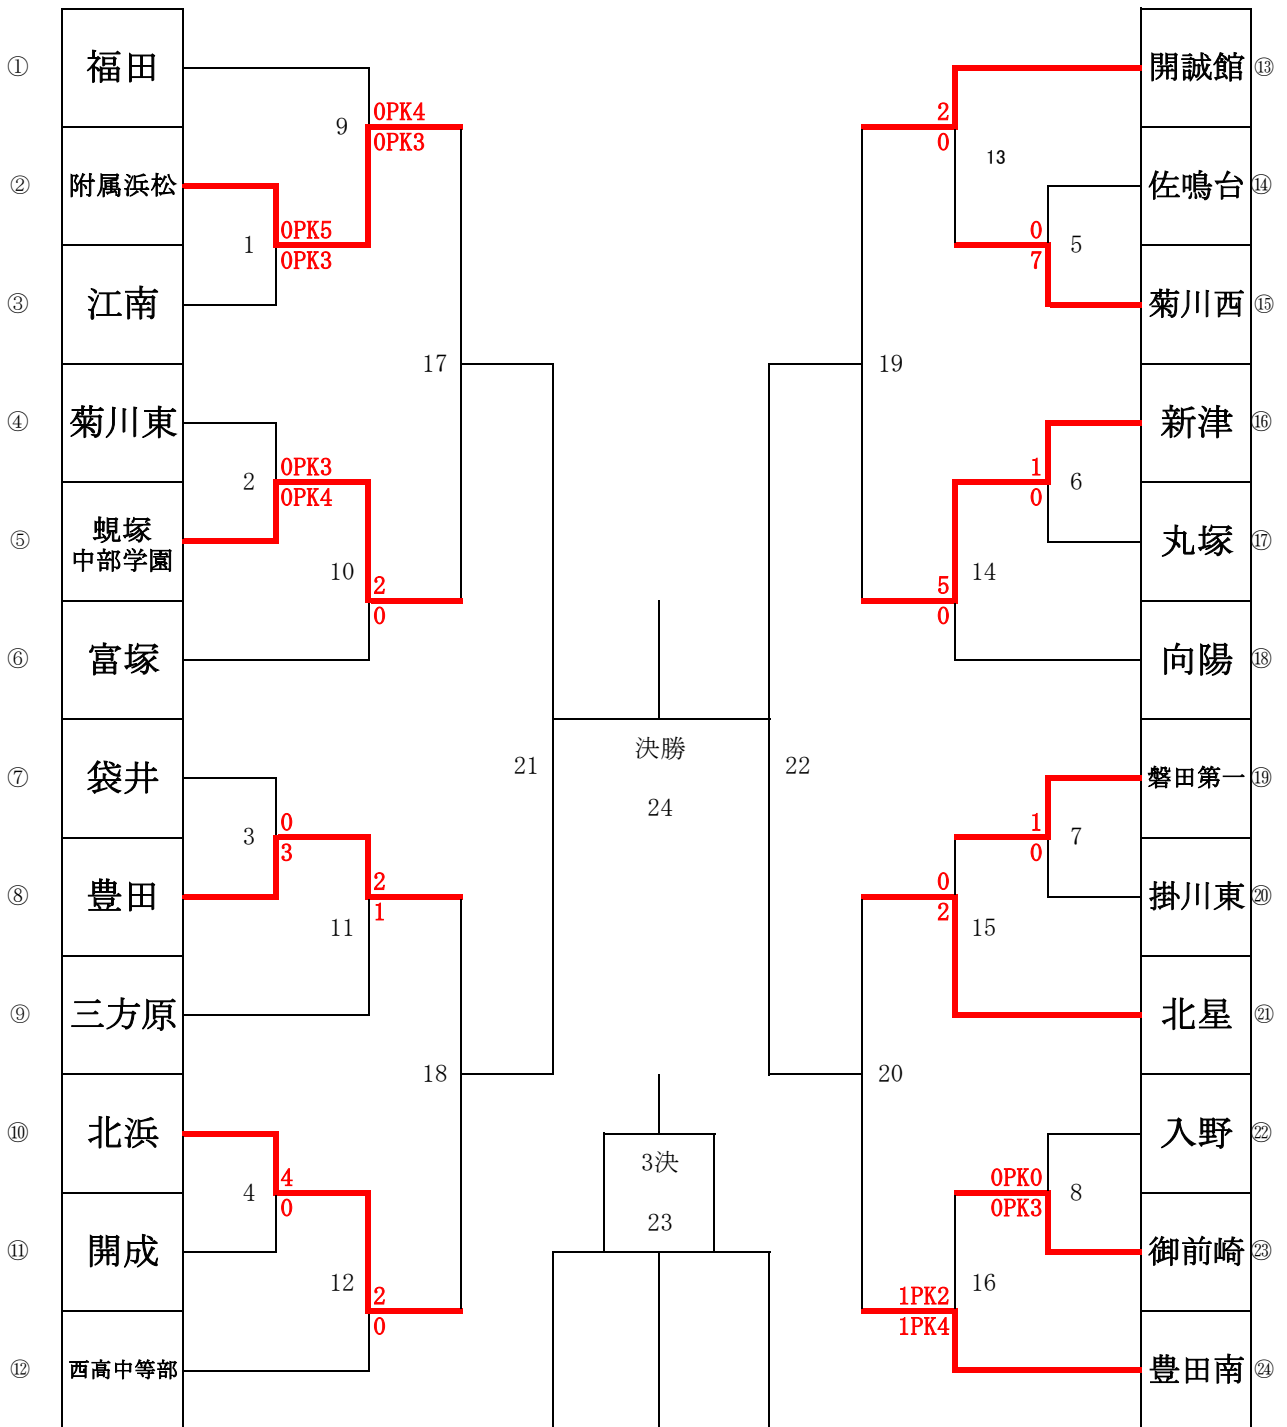 ① 福田
② 附属浜松
③ 江南
④ 菊川東
⑤ 蜆塚
中部学園
⑥ 富塚
⑦ 袋井
⑧ 豊田
⑨ 三方原
⑩ 北浜
⑪ 開成
⑫ 西高中等部
9
0PK4
0PK3
1
0PK5
0PK3
17
2
0PK3
0PK4
10
2
0
3
0
3
11
2
1
18
4
4
0
12
2
0
21
決勝
24
22
3決
23
2
0
13
0
7
5
19
1
0
6
5
0
14
1
0
7
0
2
15
20
0PK0
0PK3
8
1PK2
1PK4
16
開誠館 ⑬
佐鳴台 ⑭
菊川西 ⑮
新津 ⑯
丸塚 ⑰
向陽 ⑱
磐田第一 ⑲
掛川東 ⑳
北星 ㉑
入野 ㉒
御前崎 ㉓
豊田南 ㉔